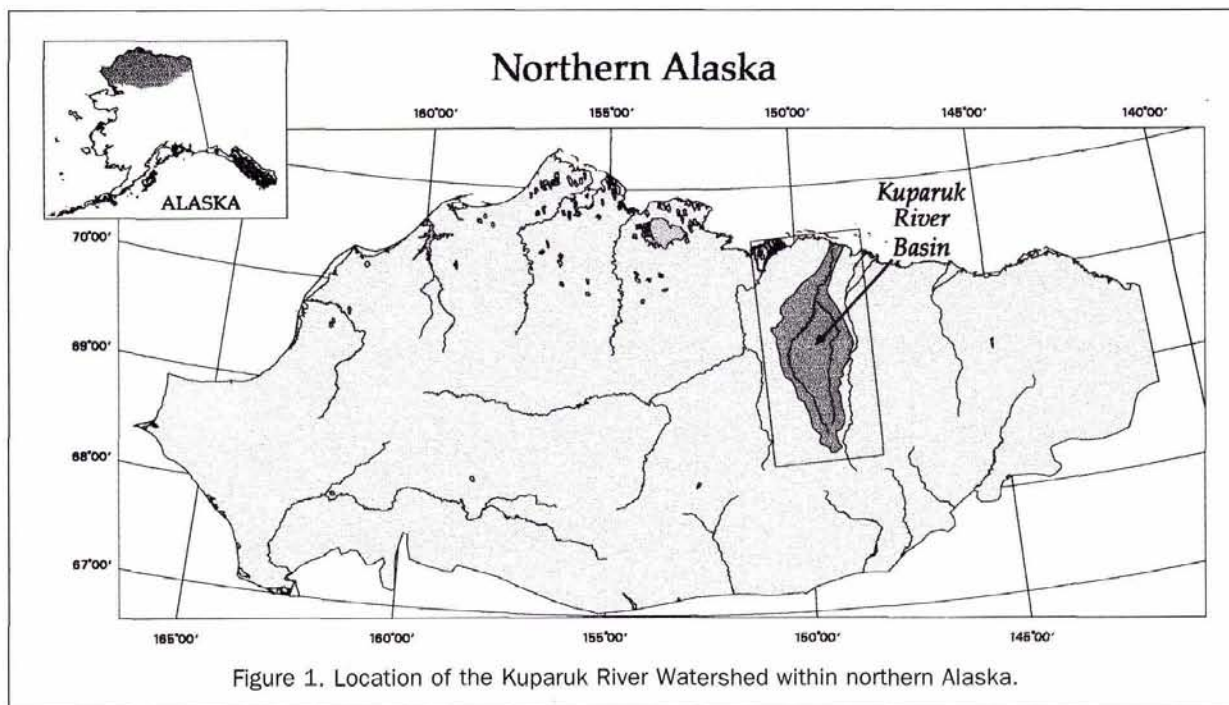 Northern Alaska
ALASKA
160°00' 155°00' 150°00' 145°00' 140°00'
Kuparuk
River
Basin
70°00'
69°00'
68°00'
67°00'
165°00' 160°00' 155°00' 150°00' 145°00'
Figure 1. Location of the Kuparuk River Watershed within northern Alaska.